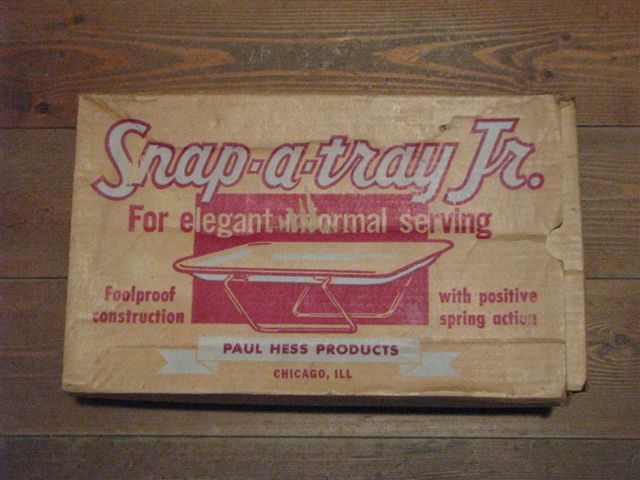 Snap-a-tray Jr.
For elegant informal serving
Foolproof
construction
with positive
spring action
PAUL HESS PRODUCTS
CHICAGO, ILL